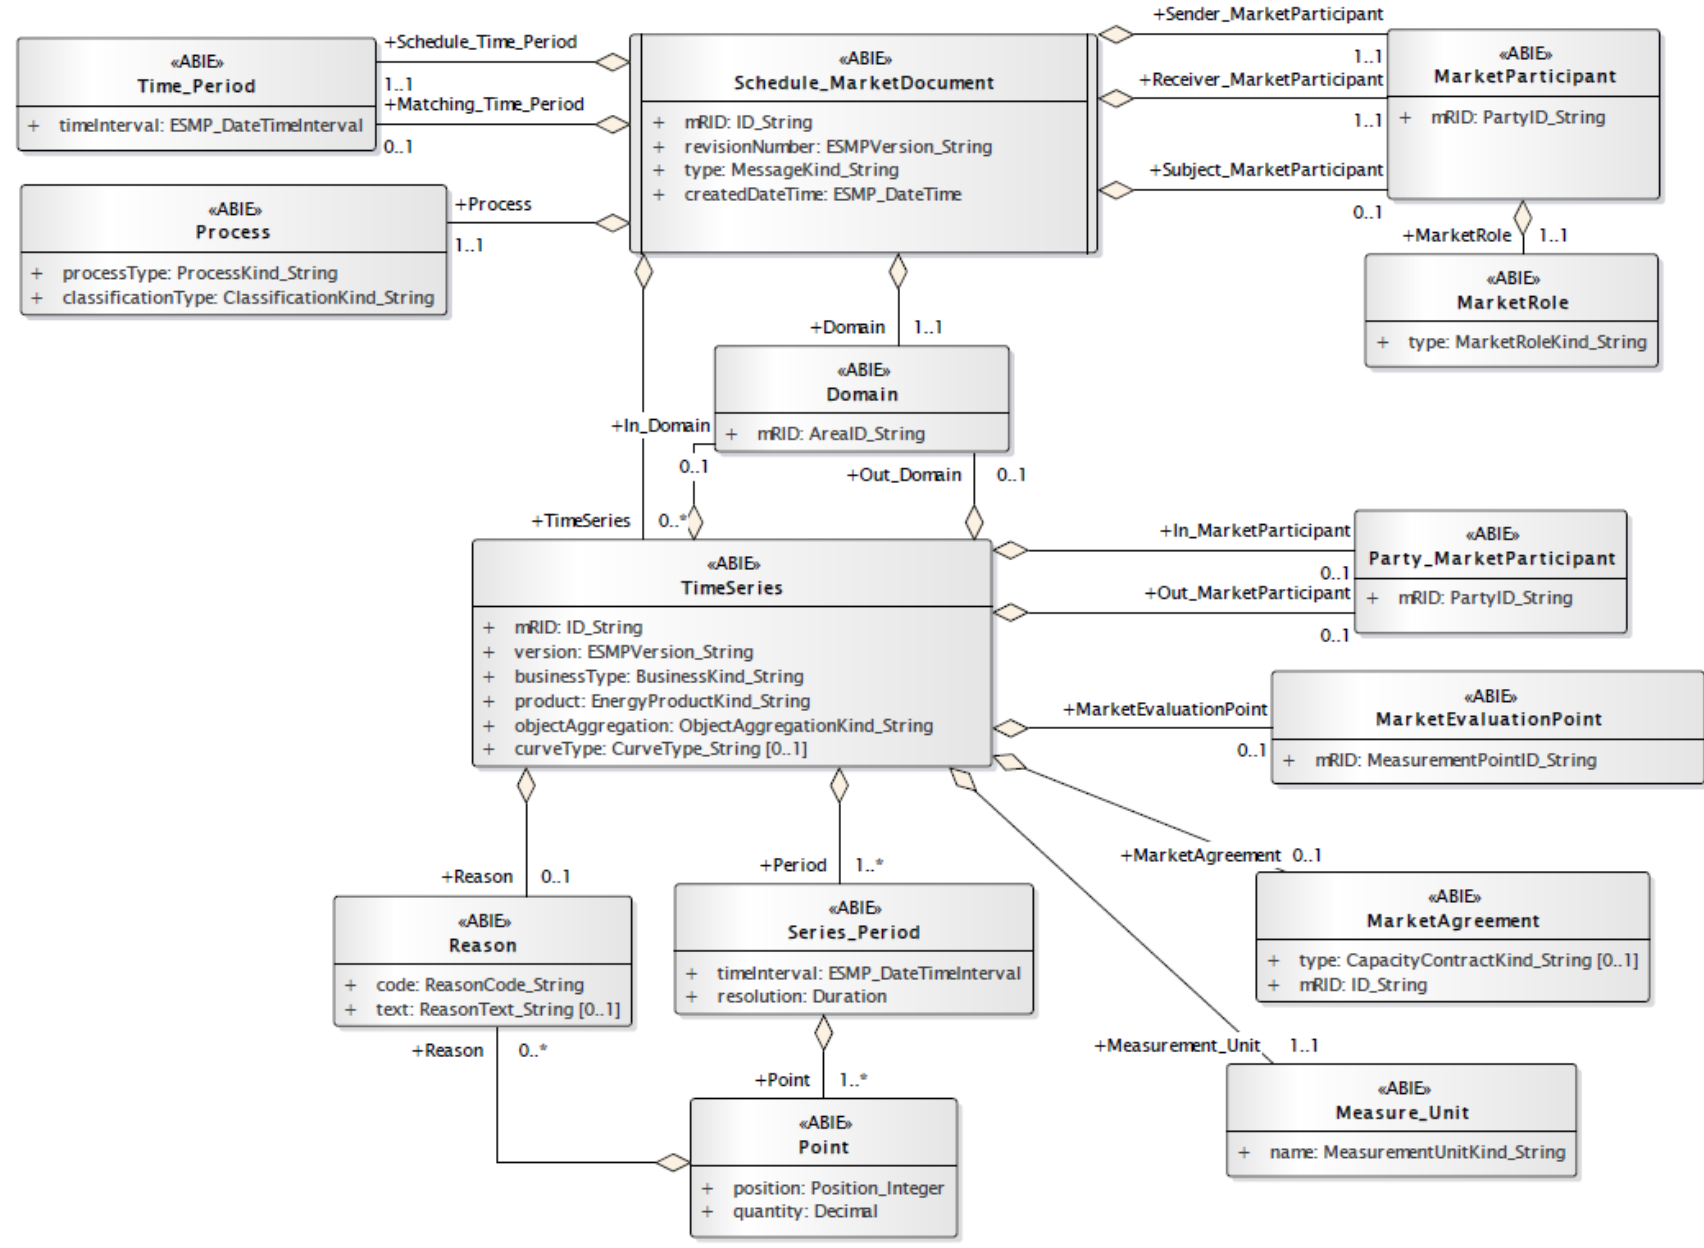 +Schedule_Time_Period
1..1
+Matching_Time_Period
0..1
«ABIE»
Time_Period
+ timeInterval: ESMP_DateTimeInterval
«ABIE»
Schedule_MarketDocument
+ mRID: ID_String
+ revisionNumber: ESMPVersion_String
+ type: MessageKind_String
+ createdDateTime: ESMP_DateTime
+Sender_MarketParticipant
1..1
+Receiver_MarketParticipant
1..1
+Subject_MarketParticipant
0..1
«ABIE»
MarketParticipant
+ mRID: PartyID_String
+Process
1..1
«ABIE»
Process
+ processType: ProcessKind_String
+ classificationType: ClassificationKind_String
+MarketRole 1..1
«ABIE»
MarketRole
+ type: MarketRoleKind_String
+Domain 1..1
«ABIE»
Domain
+ mRID: AreaID_String
+In_Domain
0..1
+Out_Domain 0..1
+TimeSeries 0..*
«ABIE»
TimeSeries
+ mRID: ID_String
+ version: ESMPVersion_String
+ businessType: BusinessKind_String
+ product: EnergyProductKind_String
+ objectAggregation: ObjectAggregationKind_String
+ curveType: CurveType_String [0..1]
+In_MarketParticipant
0..1
+Out_MarketParticipant
0..1
«ABIE»
Party_MarketParticipant
+ mRID: PartyID_String
+MarketEvaluationPoint
0..1
«ABIE»
MarketEvaluationPoint
+ mRID: MeasurementPointID_String
+MarketAgreement 0..1
«ABIE»
MarketAgreement
+ type: CapacityContractKind_String [0..1]
+ mRID: ID_String
+Reason 0..1
«ABIE»
Reason
+ code: ReasonCode_String
+ text: ReasonText_String [0..1]
+Reason 0..*
+Period 1..*
«ABIE»
Series_Period
+ timeInterval: ESMP_DateTimeInterval
+ resolution: Duration
+Point 1..*
«ABIE»
Point
+ position: Position_Integer
+ quantity: Decimal
+Measurement_Unit 1..1
«ABIE»
Measure_Unit
+ name: MeasurementUnitKind_String